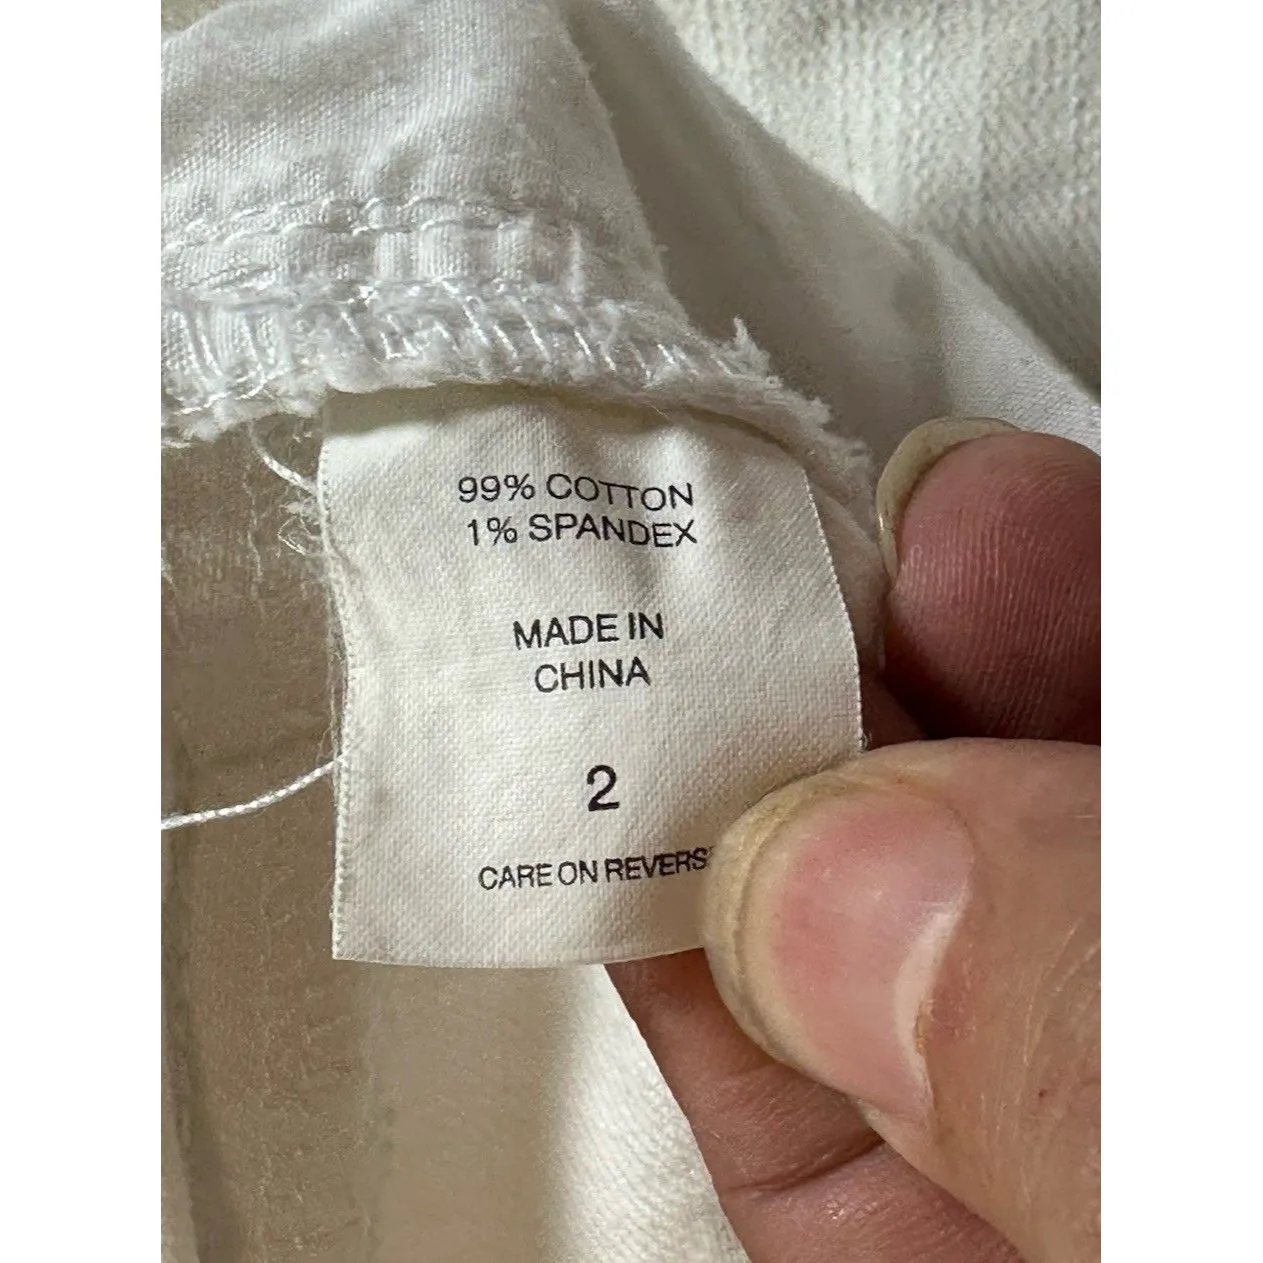 99% COTTON
1% SPANDEX
MADE IN
CHINA
2
CARE ON REVERS